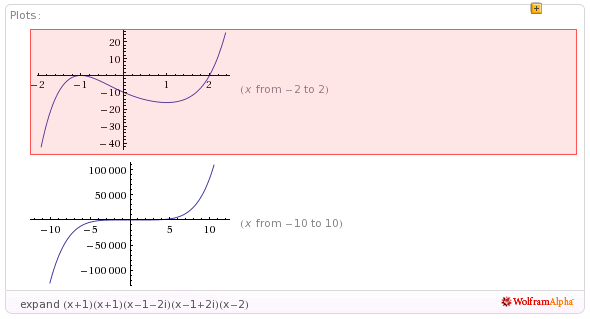 Plots:
20
10
−2 −1 1 2
−10
−20
−30
−40
(x from −2 to 2)
100 000
50 000
−10 −5 5 10
−50 000
−100 000
(x from −10 to 10)
expand (x+1)(x+1)(x−1−2i)(x−1+2i)(x−2)
WolframAlpha